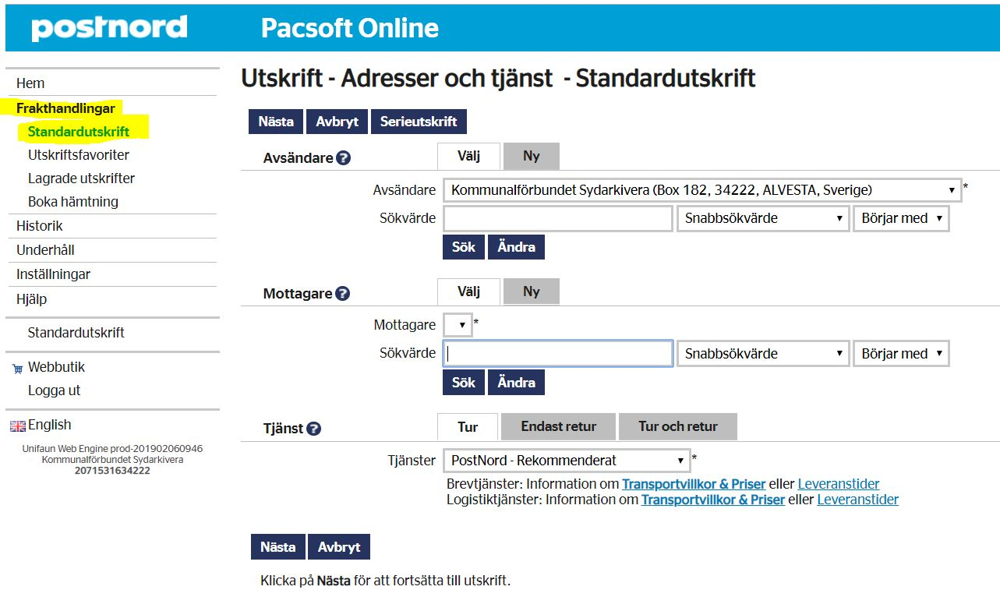 postnord
Pacsoft Online
Hem
Frakthandlingar
Standardutskrift
Utskriftsfavoriter
Lagrade utskrifter
Boka hämtning
Historik
Underhåll
Inställningar
Hjälp
Standardutskrift
Webbutik
Logga ut
English
Unifaun Web Engine prod-201902060946
Kommunalförbundet Sydarkivera
2071531634222
Utskrift - Adresser och tjänst - Standardutskrift
Nästa Avbryt Serieutskrift
Avsändare ? Välj Ny
Avsändare Kommunalförbundet Sydarkivera (Box 182, 34222, ALVESTA, Sverige) *
Sökvärde Snabbsökvärde Börjar med
Sök Ändra
Mottagare ? Välj Ny
Mottagare *
Sökvärde Snabbsökvärde Börjar med
Sök Ändra
Tjänst ? Tur Endast retur Tur och retur
Tjänster PostNord - Rekommenderat *
Brevtjänster: Information om Transportvillkor & Priser eller Leveranstider
Logistiktjänster: Information om Transportvillkor & Priser eller Leveranstider
Nästa Avbryt
Klicka på Nästa för att fortsätta till utskrift.